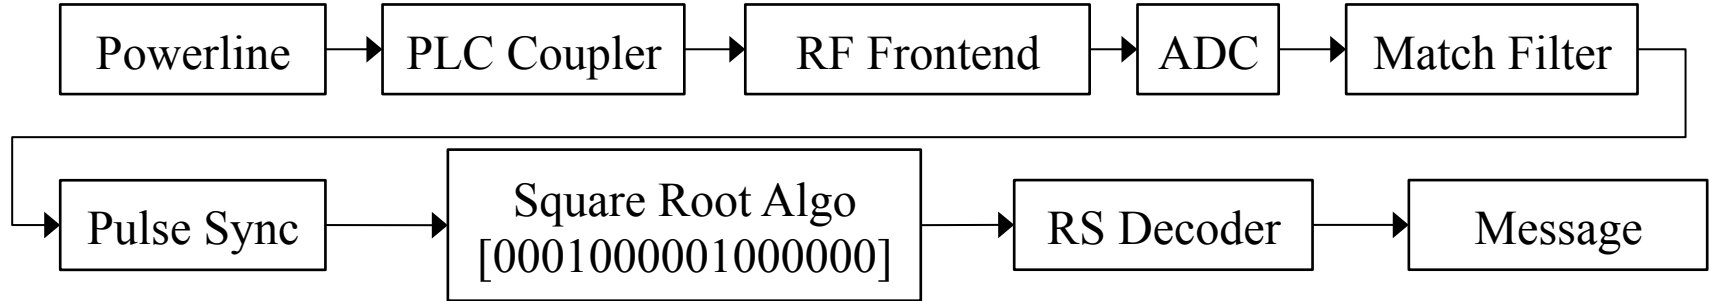 Powerline
PLC Coupler
RF Frontend
ADC
Match Filter
Pulse Sync
Square Root Algo
[0001000001000000]
RS Decoder
Message